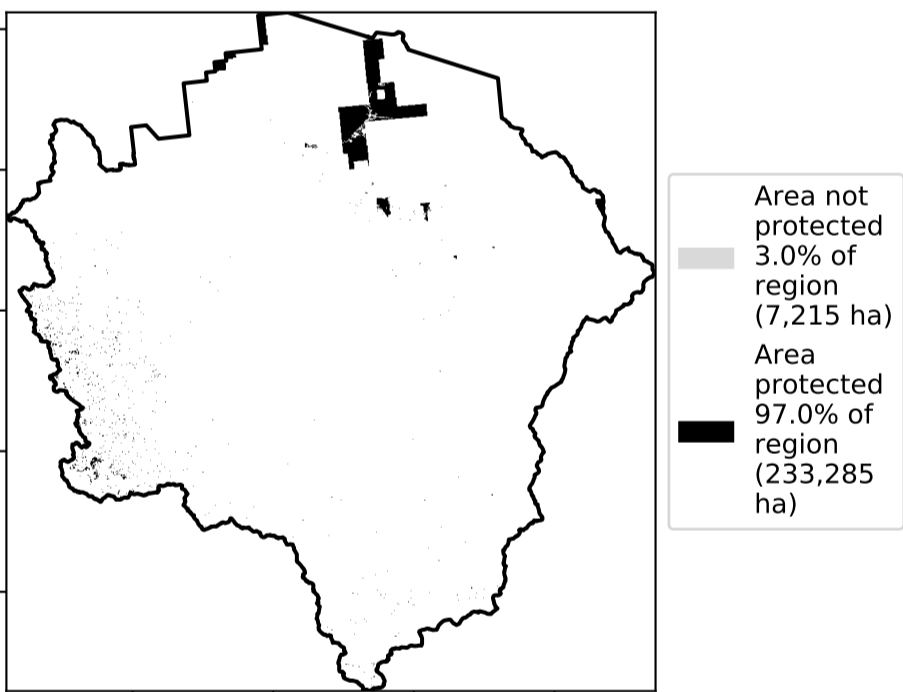 Area not
protected
3.0% of
region
(7,215 ha)
Area
protected
97.0% of
region
(233,285
ha)